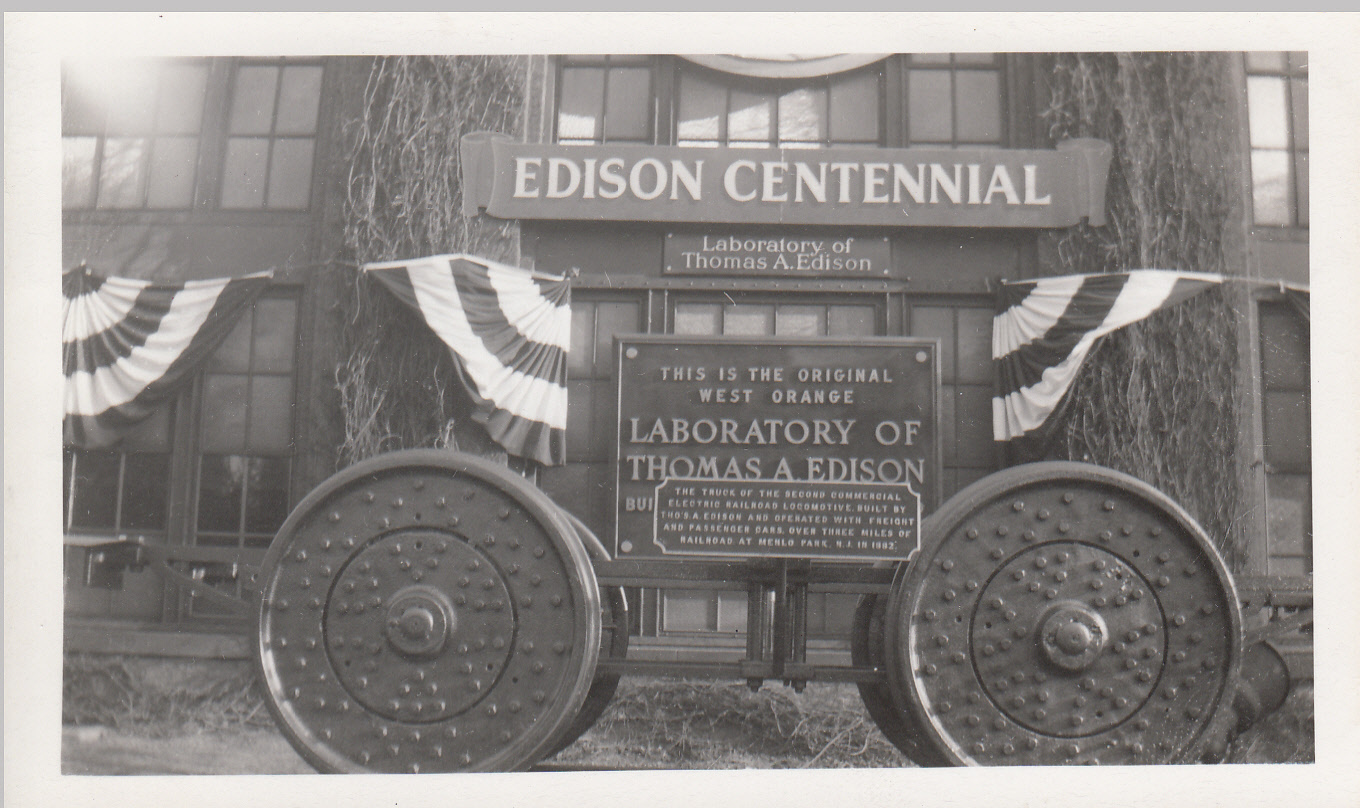 EDISON CENTENNIAL
Laboratory of
Thomas A. Edison
THIS IS THE ORIGINAL
WEST ORANGE
LABORATORY OF
THOMAS A. EDISON
BUI
THE TRUCK OF THE SECOND COMMERCIAL
ELECTRIC RAILROAD LOCOMOTIVE. BUILT BY
THO'S A. EDISON AND OPERATED WITH FREIGHT
AND PASSENGER CARS. OVER THREE MILES OF
RAILROAD AT MENLO PARK, N.J. IN 1882.